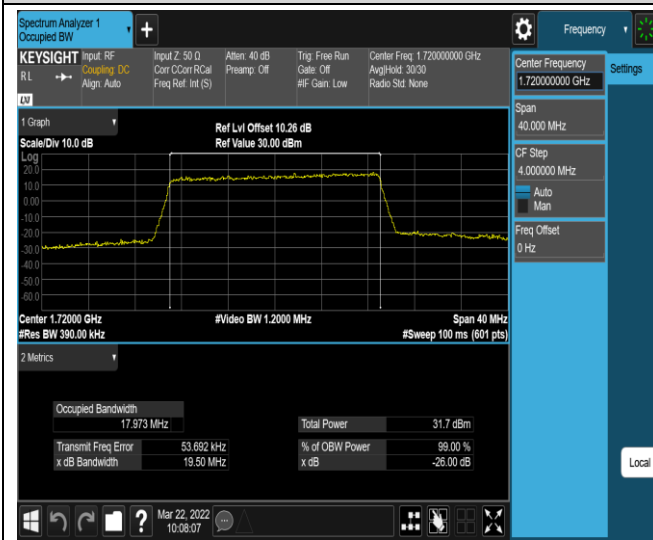 Spectrum Analyzer 1
Occupied BW
+
Frequency
KEYSIGHT Input: RF Input Z: 50 Ω Atten: 40 dB Trig: Free Run Center Freq: 1.720000000 GHz
RL Coupling: DC Corr CCorr RCal Preamp: Off Gate: Off Avg|Hold: 30/30
Align: Auto Freq Ref: Int (S) #IF Gain: Low Radio Std: None
LXI
Center Frequency
1.720000000 GHz
Settings
Span
40.000 MHz
CF Step
4.000000 MHz
Auto
Man
Freq Offset
0 Hz
1 Graph
Ref Lvl Offset 10.26 dB
Scale/Div 10.0 dB Ref Value 30.00 dBm
Log
20.0
10.0
0.00
-10.0
-20.0
-30.0
-40.0
-50.0
-60.0
Center 1.72000 GHz #Video BW 1.2000 MHz Span 40 MHz
#Res BW 390.00 kHz #Sweep 100 ms (601 pts)
2 Metrics
Occupied Bandwidth
17.973 MHz
Total Power 31.7 dBm
Transmit Freq Error 53.692 kHz % of OBW Power 99.00 %
x dB Bandwidth 19.50 MHz x dB -26.00 dB
Local
? Mar 22, 2022
10:08:07